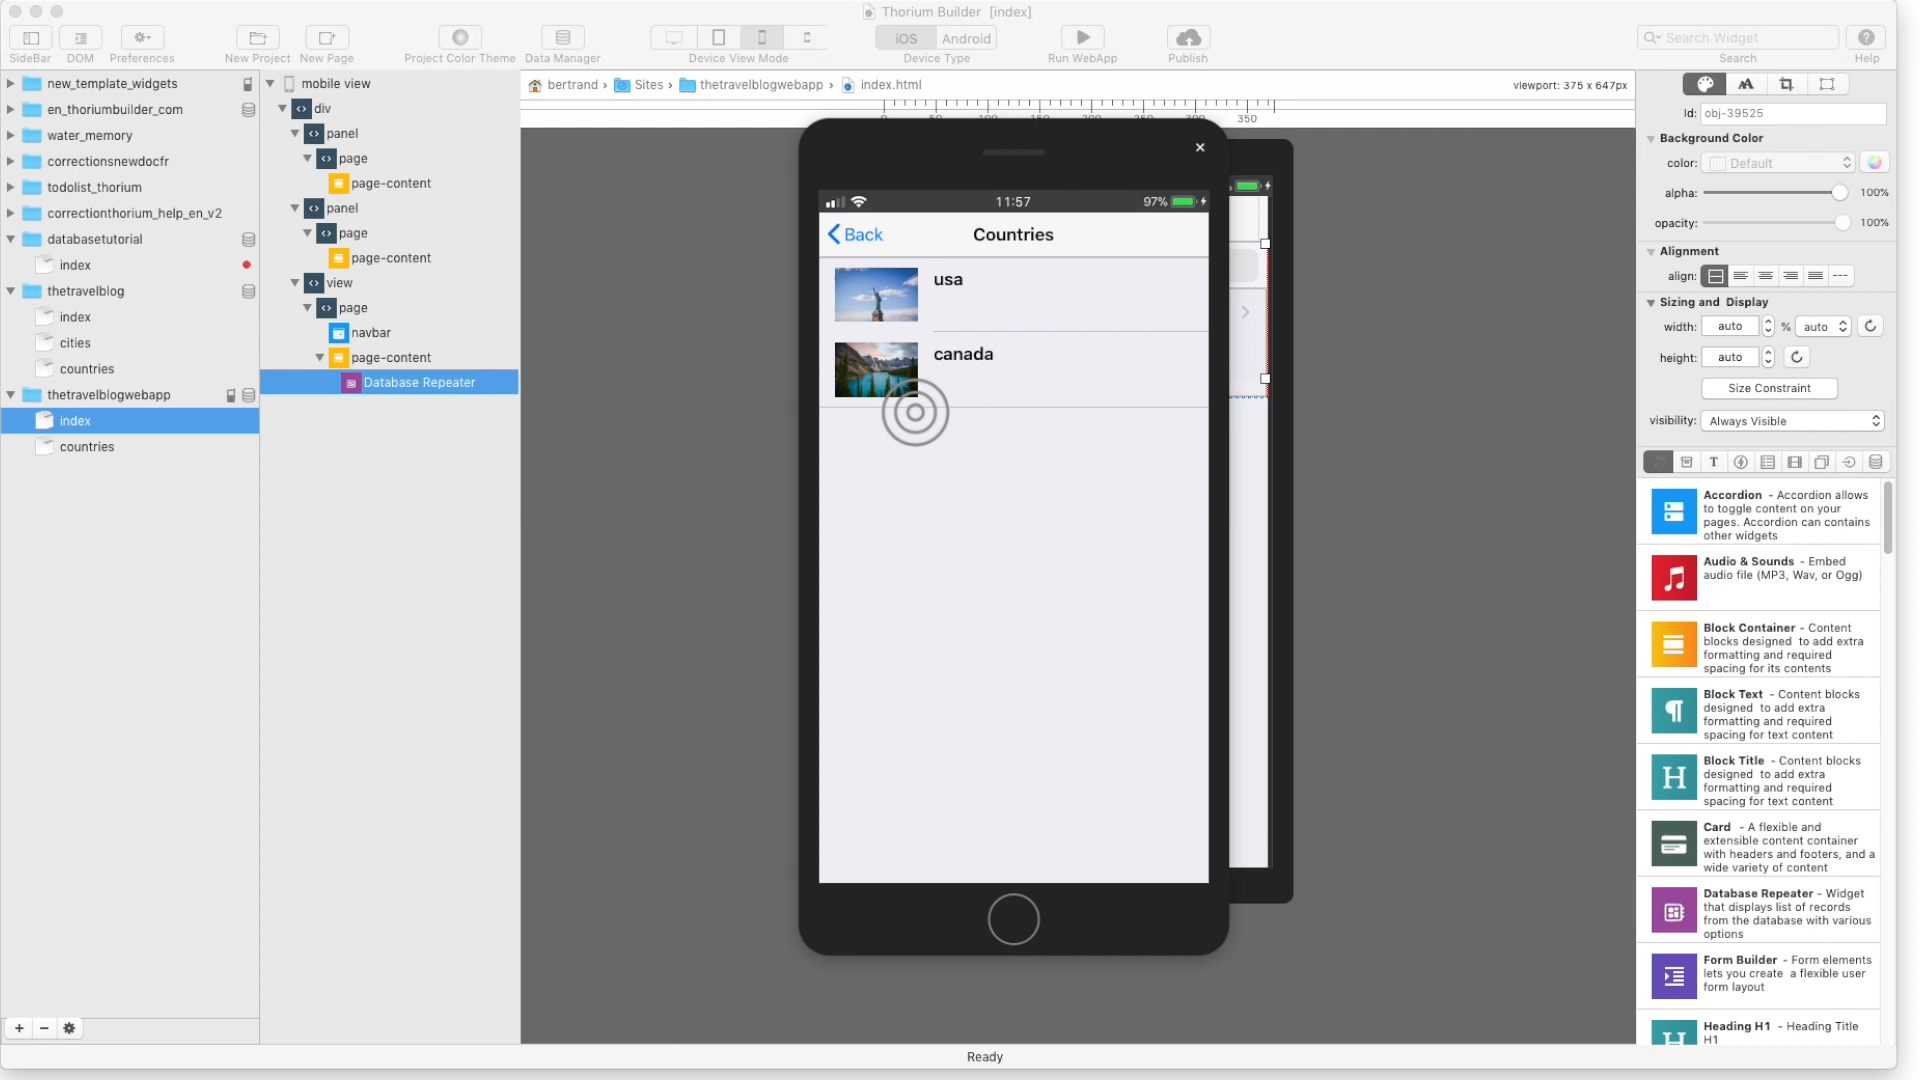 Thorium Builder [index]
SideBar
DOM
Preferences
New Project
New Page
Project Color Theme
Data Manager
Device View Mode
iOS
Android
Device Type
Run WebApp
Publish
Search Widget
Search
Help
new_template_widgets
en_thoriumbuilder_com
water_memory
correctionsnewdocfr
todolist_thorium
correctionthorium_help_en_v2
databasetutorial
index
thetravelblog
index
cities
countries
thetravelblogwebapp
index
countries
mobile view
div
panel
page
page-content
panel
page
page-content
view
page
navbar
page-content
Database Repeater
bertrand › Sites › thetravelblogwebapp › index.html
viewport: 375 x 647px
350
11:57
97%
Back
Countries
usa
canada
Id: obj-39525
Background Color
color: Default
alpha: 100%
opacity: 100%
Alignment
align:
Sizing and Display
width: auto % auto
height: auto
Size Constraint
visibility: Always Visible
Accordion - Accordion allows
to toggle content on your
pages. Accordion can contains
other widgets
Audio & Sounds - Embed
audio file (MP3, Wav, or Ogg)
Block Container - Content
blocks designed to add extra
formatting and required
spacing for its contents
Block Text - Content blocks
designed to add extra
formatting and required
spacing for text content
Block Title - Content blocks
designed to add extra
formatting and required
spacing for text content
Card - A flexible and
extensible content container
with headers and footers, and a
wide variety of content
Database Repeater - Widget
that displays list of records
from the database with various
options
Form Builder - Form elements
lets you create a flexible user
form layout
Heading H1 - Heading Title
H1
Ready